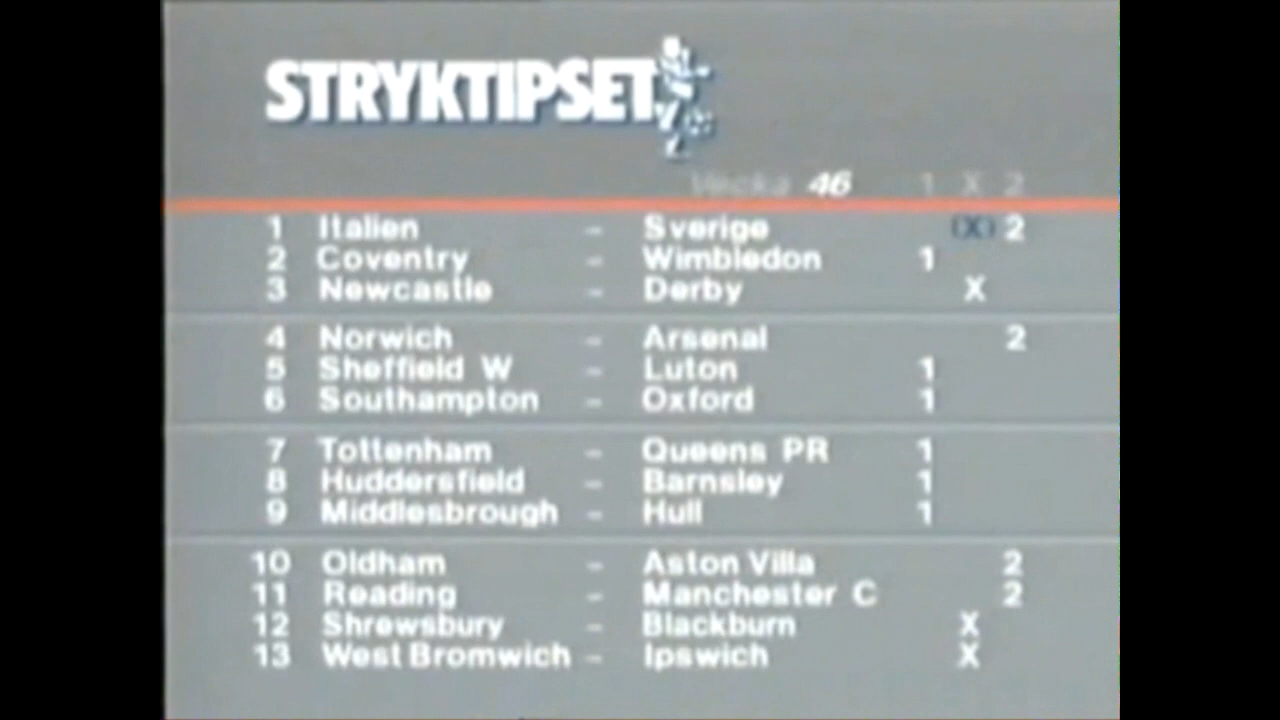 STRYKTIPSET
Vecka 46 1 X 2
1 Italien - Sverige (X) 2
2 Coventry - Wimbledon 1
3 Newcastle - Derby X
4 Norwich - Arsenal 2
5 Sheffield W - Luton 1
6 Southampton - Oxford 1
7 Tottenham - Queens PR 1
8 Huddersfield - Barnsley 1
9 Middlesbrough - Hull 1
10 Oldham - Aston Villa 2
11 Reading - Manchester C 2
12 Shrewsbury - Blackburn X
13 West Bromwich - Ipswich X